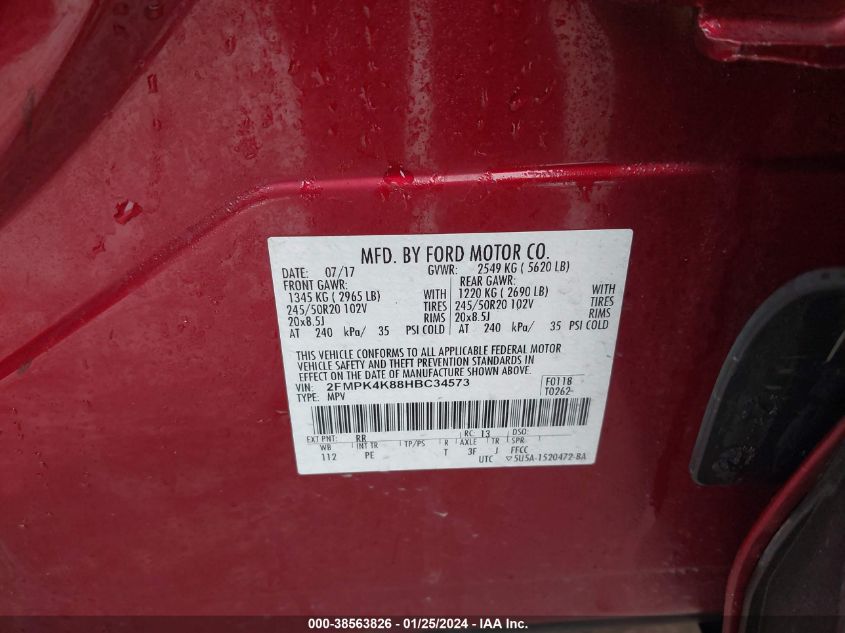 MFD. BY FORD MOTOR CO.
DATE: 07/17 GVWR: 2549 KG ( 5620 LB)
FRONT GAWR: REAR GAWR:
1345 KG ( 2965 LB) WITH 1220 KG ( 2690 LB) WITH
245/50R20 102V TIRES 245/50R20 102V TIRES
20x8.5J RIMS 20x8.5J RIMS
AT 240 kPa/ 35 PSI COLD AT 240 kPa/ 35 PSI COLD
THIS VEHICLE CONFORMS TO ALL APPLICABLE FEDERAL MOTOR
VEHICLE SAFETY AND THEFT PREVENTION STANDARDS
IN EFFECT ON THE DATE OF MANUFACTURE SHOWN ABOVE.
VIN: 2FMPK4K88HBC34573 F0118
TYPE: MPV T0262
EXT PNT: RR RC: 13 DSO:
WB INT TR TP/PS R AXLE TR SPR
112 PE T 3F J FFCC
UTC ▽5U5A-1520472-BA
000-38563826 / 01/25/2024 - IAA Inc.